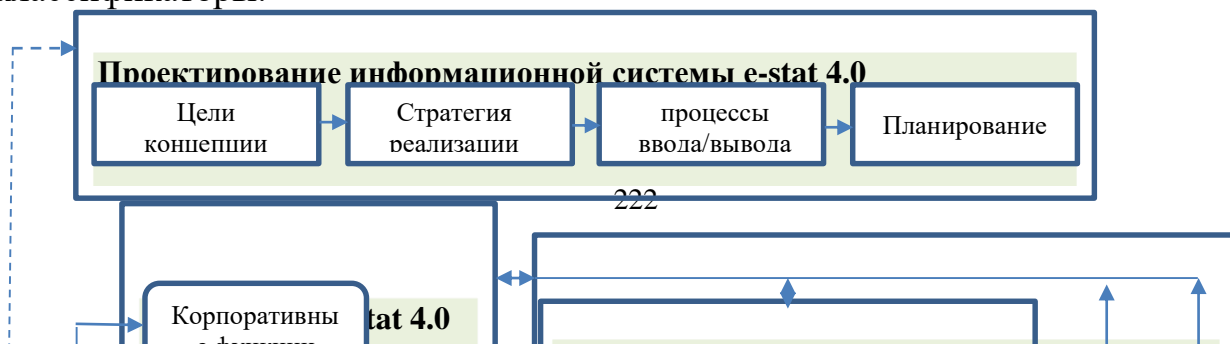 Проектирование информационной системы e-stat 4.0
Цели
концепции
Стратегия
реализации
процессы
ввода/вывода
Планирование
222
Корпоративны
tat 4.0